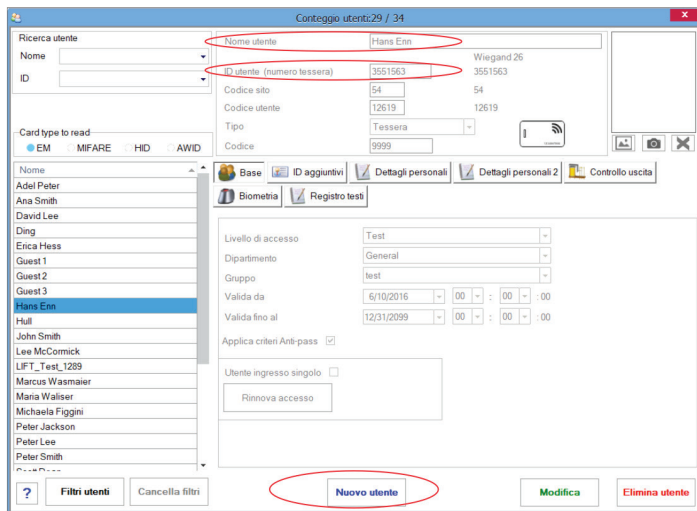 Conteggio utenti:29 / 34
x
Ricerca utente
Nome
ID
Nome utente Hans Enn
Wiegand 26
ID utente (numero tessera) 3551563 3551563
Codice sito 54 54
Codice utente 12619 12619
Tipo Tessera
Codice 9999
Card type to read
EM MIFARE HID AWID
Base ID aggiuntivi Dettagli personali Dettagli personali 2 Controllo uscita
Biometria Registro testi
Nome
Adel Peter
Ana Smith
David Lee
Ding
Erica Hess
Guest 1
Guest 2
Guest 3
Hans Enn
Hull
John Smith
Lee McCormick
LIFT_Test_1289
Marcus Wasmaier
Maria Waliser
Michaela Figgini
Peter Jackson
Peter Lee
Peter Smith
Livello di accesso Test
Dipartimento General
Gruppo test
Valida da 6/10/2016 00 : 00 : 00
Valida fino al 12/31/2099 00 : 00 : 00
Applica criteri Anti-pass
Utente ingresso singolo
Rinnova accesso
? Filtri utenti Cancella filtri Nuovo utente Modifica Elimina utente